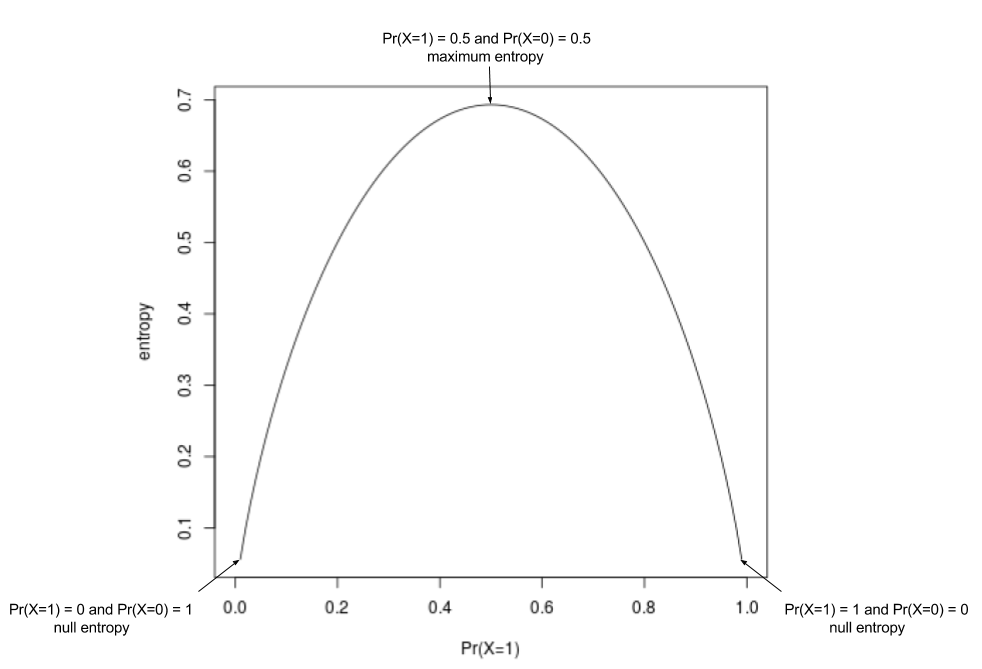 Pr(X=1) = 0.5 and Pr(X=0) = 0.5
maximum entropy
0.7
0.6
0.5
0.4
0.3
0.2
0.1
entropy
0.0 0.2 0.4 0.6 0.8 1.0
Pr(X=1) = 0 and Pr(X=0) = 1
null entropy
Pr(X=1) = 1 and Pr(X=0) = 0
null entropy
Pr(X=1)